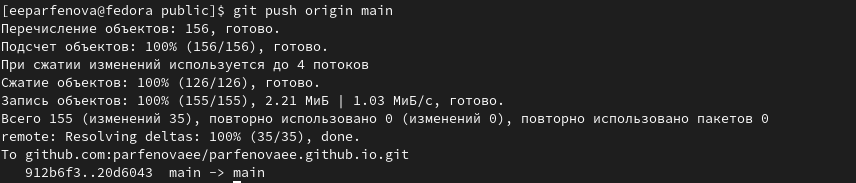 [eeparfenova@fedora public]$ git push origin main
Перечисление объектов: 156, готово.
Подсчет объектов: 100% (156/156), готово.
При сжатии изменений используется до 4 потоков
Сжатие объектов: 100% (126/126), готово.
Запись объектов: 100% (155/155), 2.21 МиБ | 1.03 МиБ/с, готово.
Всего 155 (изменений 35), повторно использовано 0 (изменений 0), повторно использовано пакетов 0
remote: Resolving deltas: 100% (35/35), done.
To github.com:parfenovaee/parfenovaee.github.io.git
   912b6f3..20d6043  main -> main